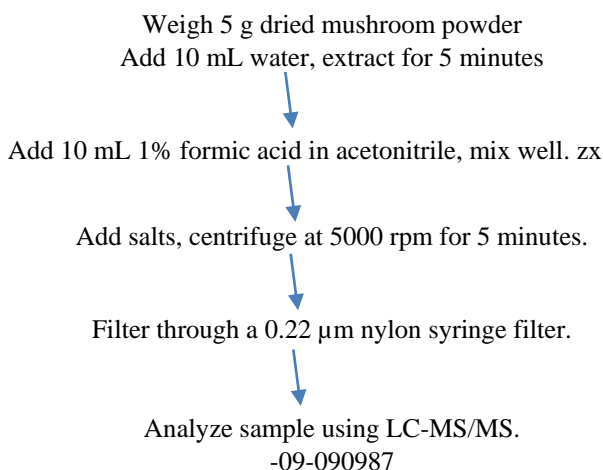 Weigh 5 g dried mushroom powder
Add 10 mL water, extract for 5 minutes
Add 10 mL 1% formic acid in acetonitrile, mix well. zx
Add salts, centrifuge at 5000 rpm for 5 minutes.
Filter through a 0.22 µm nylon syringe filter.
Analyze sample using LC-MS/MS.
-09-090987